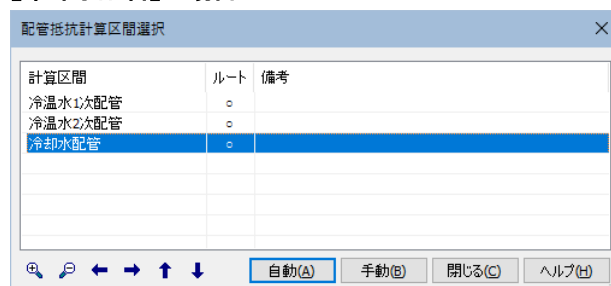 配管抵抗計算区間選択
計算区間 ルート 備考
冷温水1次配管 ○
冷温水2次配管 ○
冷却水配管 ○
自動(A) 手動(B) 閉じる(C) ヘルプ(H)